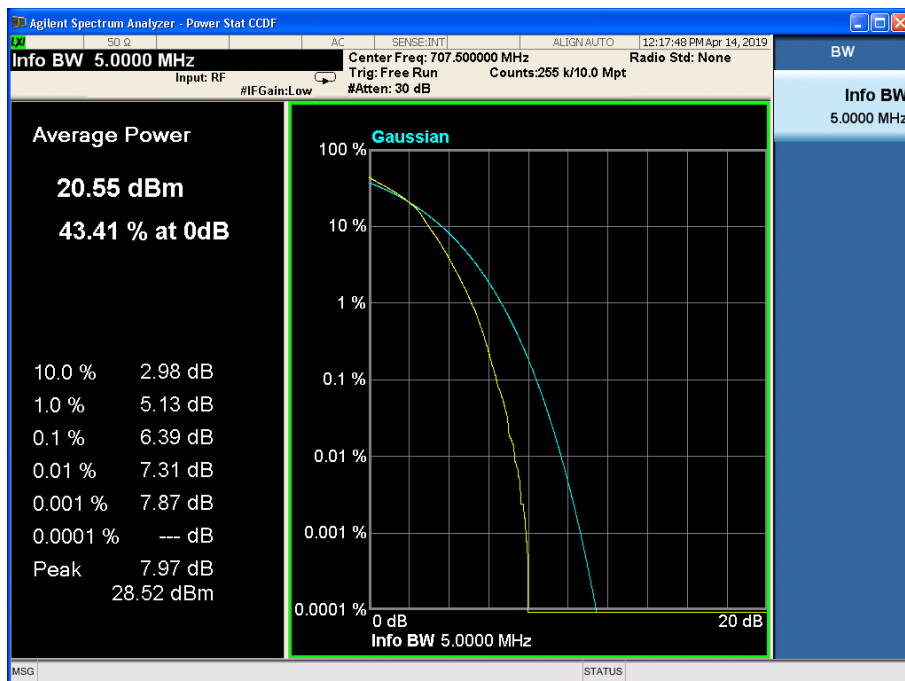 Agilent Spectrum Analyzer - Power Stat CCDF
LXI 50 Ω AC SENSE:INT ALIGN AUTO 12:17:48 PM Apr 14, 2019
Info BW 5.0000 MHz
Center Freq: 707.500000 MHz Radio Std: None
Input: RF Trig: Free Run Counts:255 k/10.0 Mpt
#IFGain:Low #Atten: 30 dB
BW
Info BW
5.0000 MHz
Average Power
20.55 dBm
43.41 % at 0dB
10.0 % 2.98 dB
1.0 % 5.13 dB
0.1 % 6.39 dB
0.01 % 7.31 dB
0.001 % 7.87 dB
0.0001 % --- dB
Peak 7.97 dB
28.52 dBm
Gaussian
100 %
10 %
1 %
0.1 %
0.01 %
0.001 %
0.0001 %
0 dB 20 dB
Info BW 5.0000 MHz
MSG STATUS